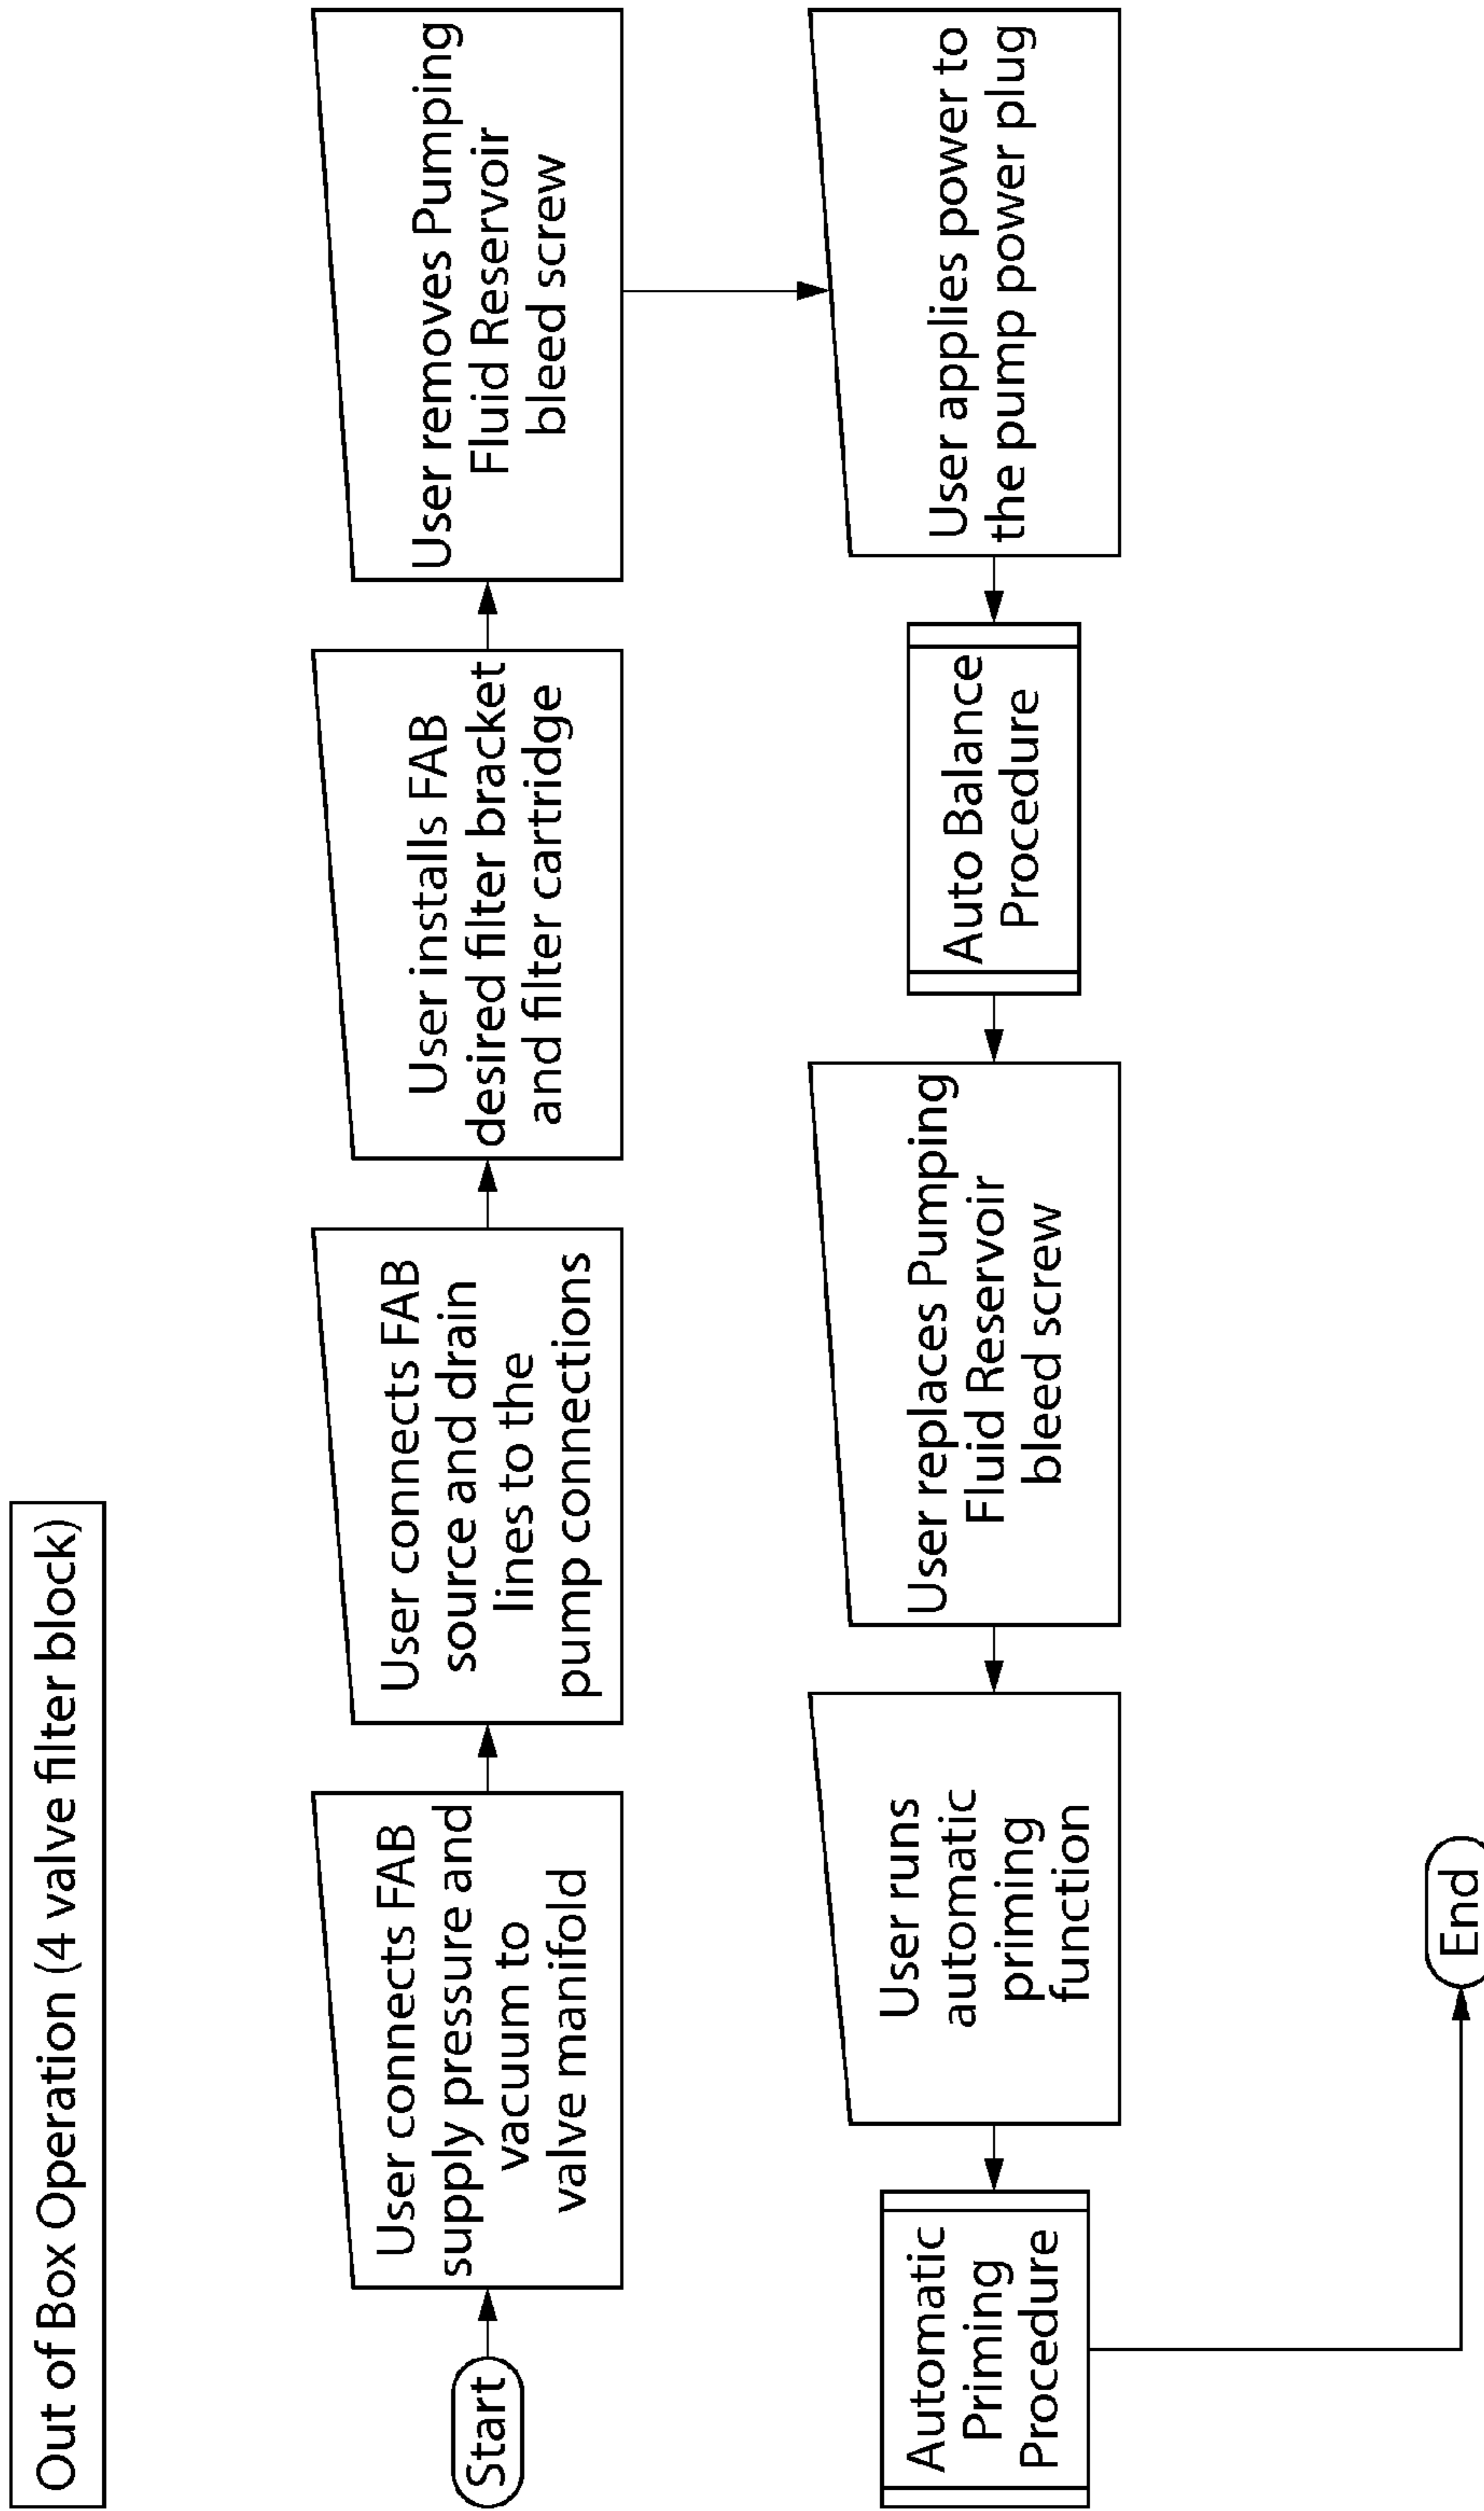 Out of Box Operation (4 valve filter block)
Start
User connects FAB
supply pressure and
vacuum to
valve manifold
User connects FAB
source and drain
lines to the
pump connections
User installs FAB
desired filter bracket
and filter cartridge
User removes Pumping
Fluid Reservoir
bleed screw
User applies power to
the pump power plug
Auto Balance
Procedure
User replaces Pumping
Fluid Reservoir
bleed screw
User runs
automatic
priming
function
Automatic
Priming
Procedure
End